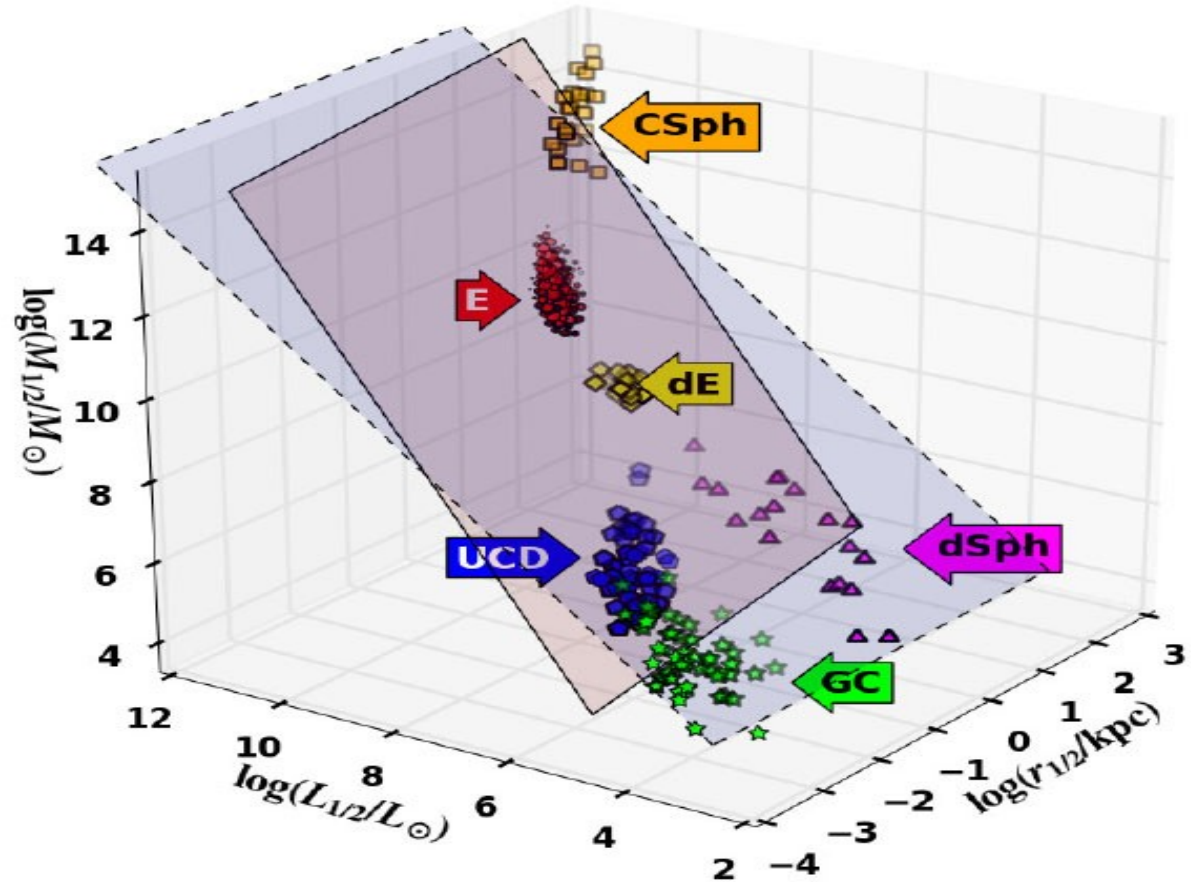 CSph
14
E
12
log(M1/2/M⊙)
dE
10
8
UCD
dSph
6
4
GC
3
2
1
0
−1
−2
−3
−4
log(r1/2/kpc)
12
10
8
6
4
2
log(L1/2/L⊙)